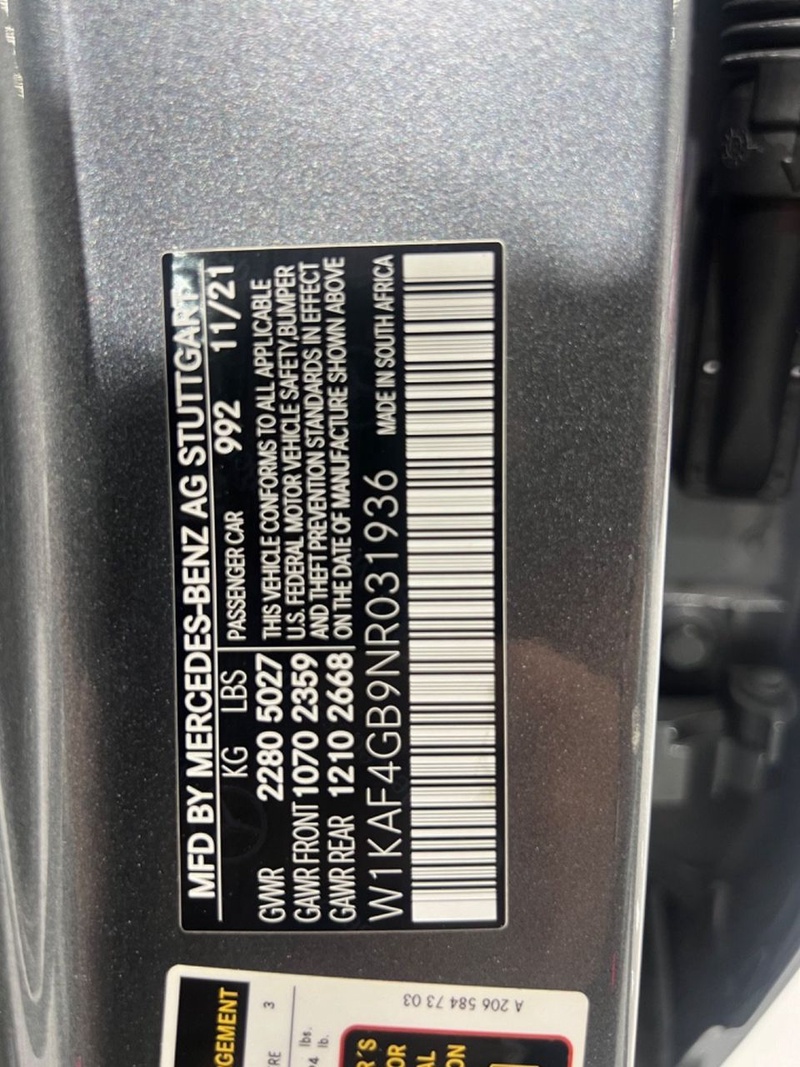 MFD BY MERCEDES-BENZ AG STUTTGART
KG LBS PASSENGER CAR 992 11/21
GVWR 2280 5027 THIS VEHICLE CONFORMS TO ALL APPLICABLE
GAWR FRONT 1070 2359 U.S. FEDERAL MOTOR VEHICLE SAFETY,BUMPER
AND THEFT PREVENTION STANDARDS IN EFFECT
GAWR REAR 1210 2668 ON THE DATE OF MANUFACTURE SHOWN ABOVE
W1KAF4GB9NR031936 MADE IN SOUTH AFRICA
3
lbs.
lb.
A 206 584 73 03